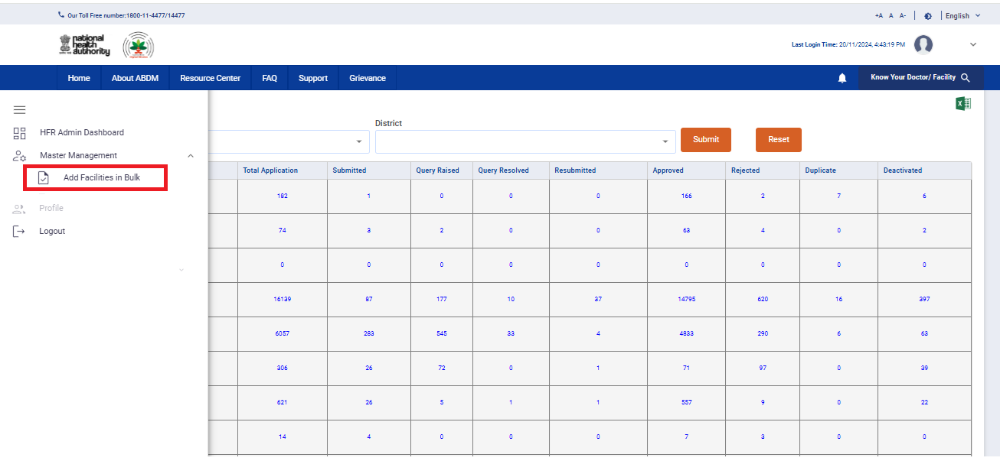 Our Toll Free number:1800-11-4477/14477
+A A A- English
national health authority
Last Login Time: 20/11/2024, 4:43:19 PM
Home About ABDM Resource Center FAQ Support Grievance Know Your Doctor/ Facility
HFR Admin Dashboard
Master Management
Add Facilities in Bulk
Profile
Logout
District
Submit Reset
Total Application Submitted Query Raised Query Resolved Resubmitted Approved Rejected Duplicate Deactivated
182 1 0 0 0 166 2 7 6
74 3 2 0 0 63 4 0 2
0 0 0 0 0 0 0 0 0
16139 87 177 10 37 14795 620 16 397
6057 283 545 33 4 4833 290 6 63
306 26 72 0 1 71 97 0 39
621 26 5 1 1 557 9 0 22
14 4 0 0 0 7 3 0 0